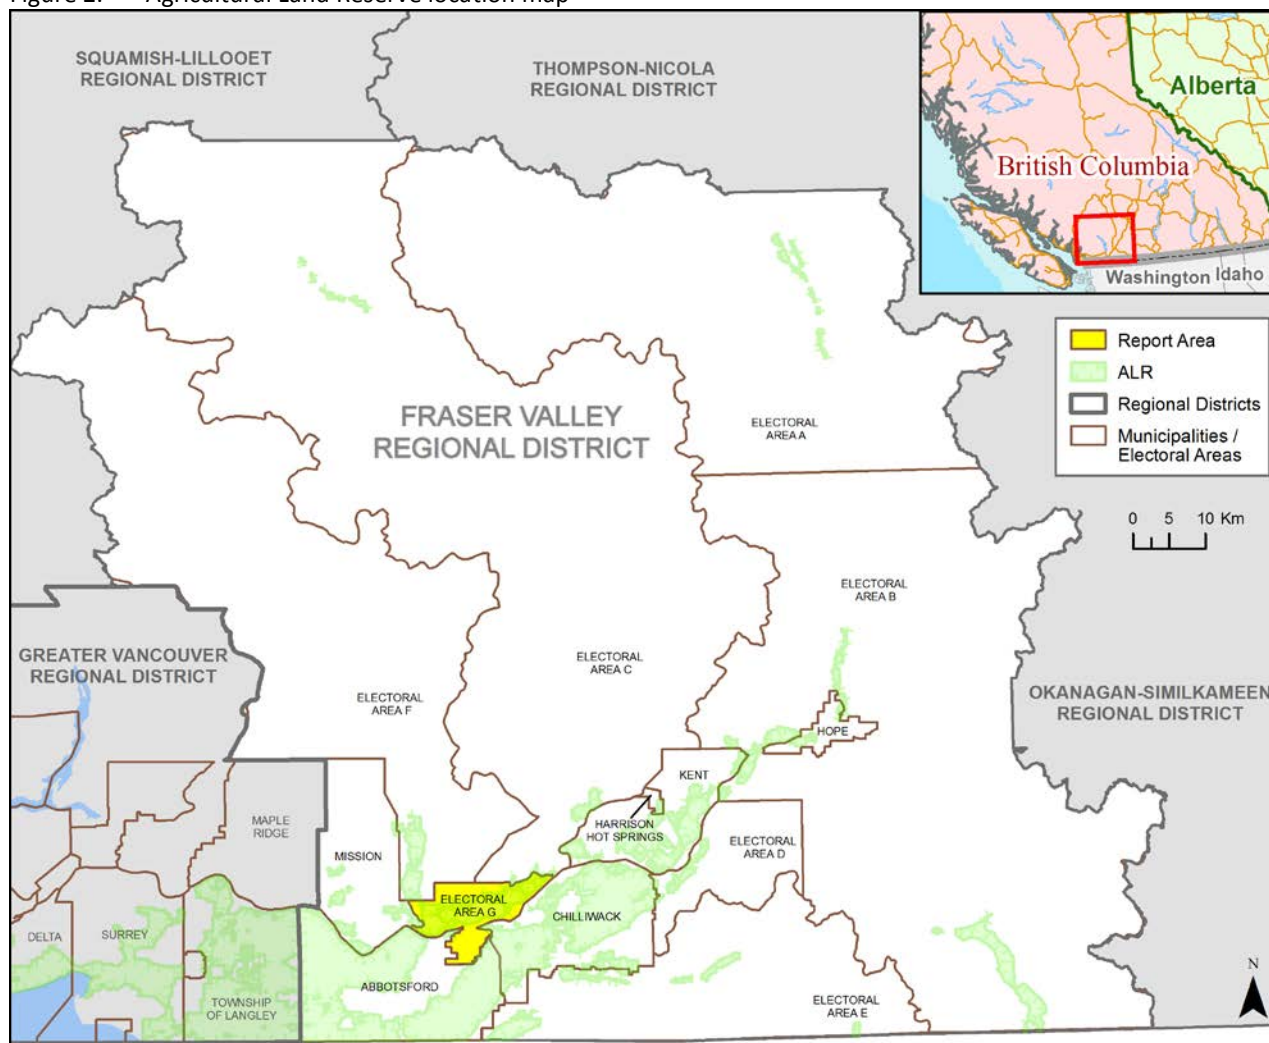 Figure 2. Agricultural Land Reserve location map
SQUAMISH-LILLOOET
REGIONAL DISTRICT
THOMPSON-NICOLA
REGIONAL DISTRICT
Alberta
British Columbia
Washington
Idaho
Report Area
ALR
Regional Districts
Municipalities /
Electoral Areas
0 5 10 Km
FRASER VALLEY
REGIONAL DISTRICT
ELECTORAL
AREA A
ELECTORAL
AREA B
GREATER VANCOUVER
REGIONAL DISTRICT
ELECTORAL
AREA C
ELECTORAL
AREA F
OKANAGAN-SIMILKAMEEN
REGIONAL DISTRICT
HOPE
KENT
MAPLE
RIDGE
HARRISON
HOT SPRINGS
ELECTORAL
AREA D
MISSION
ELECTORAL
AREA G
CHILLIWACK
DELTA
SURREY
ABBOTSFORD
TOWNSHIP
OF LANGLEY
ELECTORAL
AREA E
N